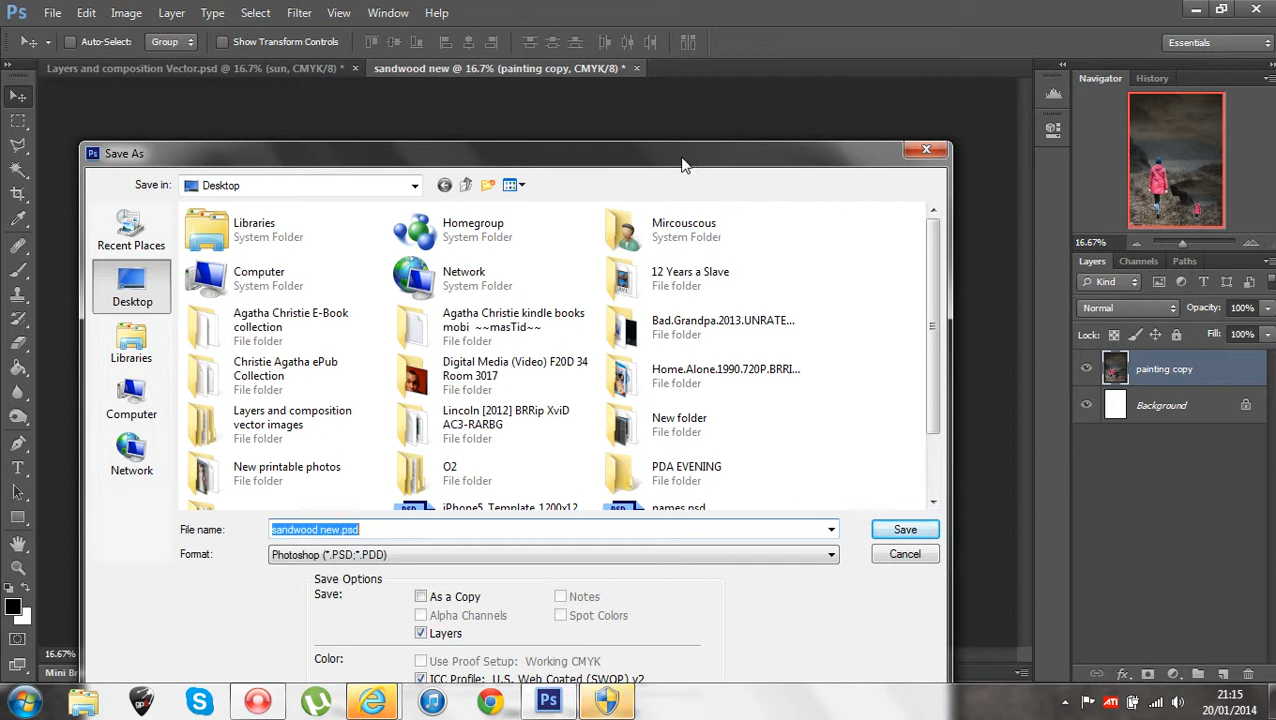 Ps File Edit Image Layer Type Select Filter View Window Help
Auto-Select: Group Show Transform Controls Essentials
Layers and composition Vector.psd @ 16.7% (sun, CMYK/8) * × sandwood new @ 16.7% (painting copy, CMYK/8) * ×
Navigator History
Ps Save As
Save in: Desktop
Recent Places
Desktop
Libraries
Computer
Network
Libraries
System Folder
Homegroup
System Folder
Mircouscous
System Folder
Computer
System Folder
Network
System Folder
12 Years a Slave
File folder
Agatha Christie E-Book
collection
File folder
Agatha Christie kindle books
mobi ~~masTid~~
File folder
Bad.Grandpa.2013.UNRATE...
File folder
Christie Agatha ePub
Collection
File folder
Digital Media (Video) F20D 34
Room 3017
File folder
Home.Alone.1990.720P.BRRI...
File folder
Layers and composition
vector images
File folder
Lincoln [2012] BRRip XviD
AC3-RARBG
File folder
New folder
File folder
New printable photos
File folder
O2
File folder
PDA EVENING
File folder
iPhone5_Template_1200x12
names.psd
File name: sandwood new.psd Save
Format: Photoshop (*.PSD;*.PDD) Cancel
Save Options
Save: As a Copy Notes
Alpha Channels Spot Colors
Layers
Color: Use Proof Setup: Working CMYK
ICC Profile: U.S. Web Coated (SWOP) v2
16.67%
Layers Channels Paths
Kind
Normal Opacity: 100%
Lock: Fill: 100%
painting copy
Background
16.67%
Mini Br
21:15
20/01/2014